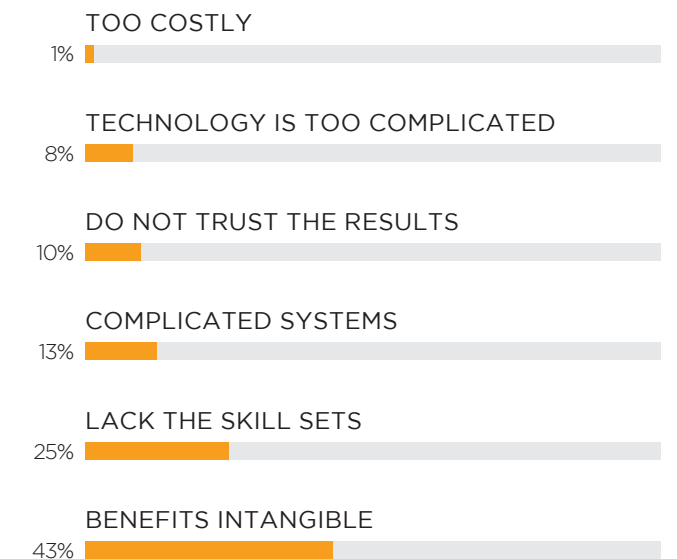 TOO COSTLY
1%
TECHNOLOGY IS TOO COMPLICATED
8%
DO NOT TRUST THE RESULTS
10%
COMPLICATED SYSTEMS
13%
LACK THE SKILL SETS
25%
BENEFITS INTANGIBLE
43%